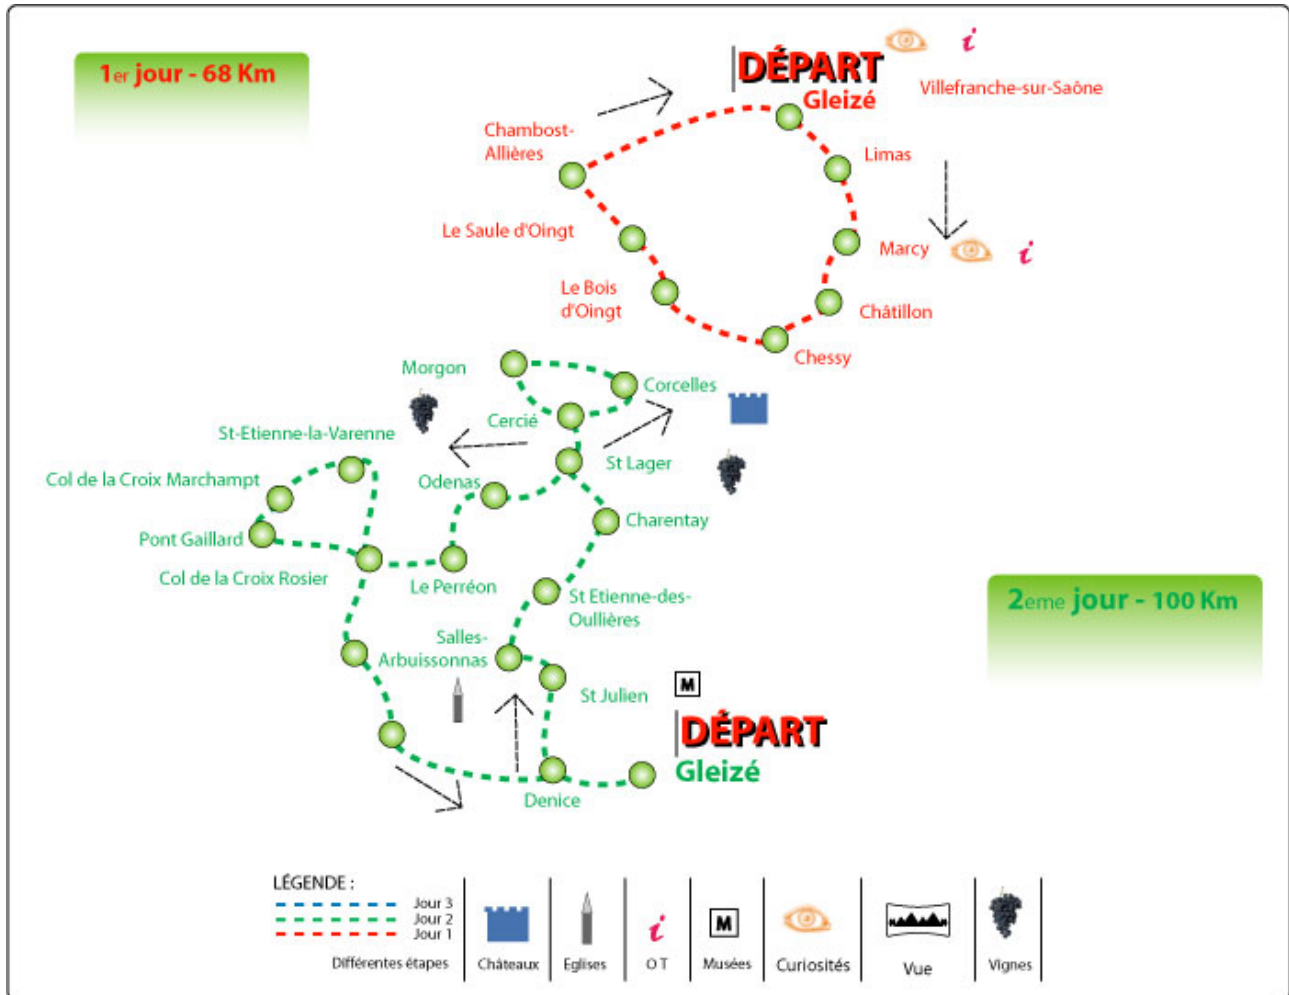 1er jour - 68 Km
DÉPART
Gleizé
i
Villefranche-sur-Saône
Chambost-
Allières
Limas
Le Saule d'Oingt
Marcy
i
Le Bois
d'Oingt
Châtillon
Chessy
Morgon
Corcelles
Cercié
St-Etienne-la-Varenne
St Lager
Col de la Croix Marchampt
Odenas
Charentay
Pont Gaillard
Col de la Croix Rosier
Le Perréon
St Etienne-des-
Oullières
2eme jour - 100 Km
Salles-
Arbuissonnas
St Julien
M
DÉPART
Gleizé
Denice
LÉGENDE :
Jour 3
Jour 2
Jour 1
Différentes étapes
Châteaux
Eglises
i
O T
M
Musées
Curiosités
Vue
Vignes